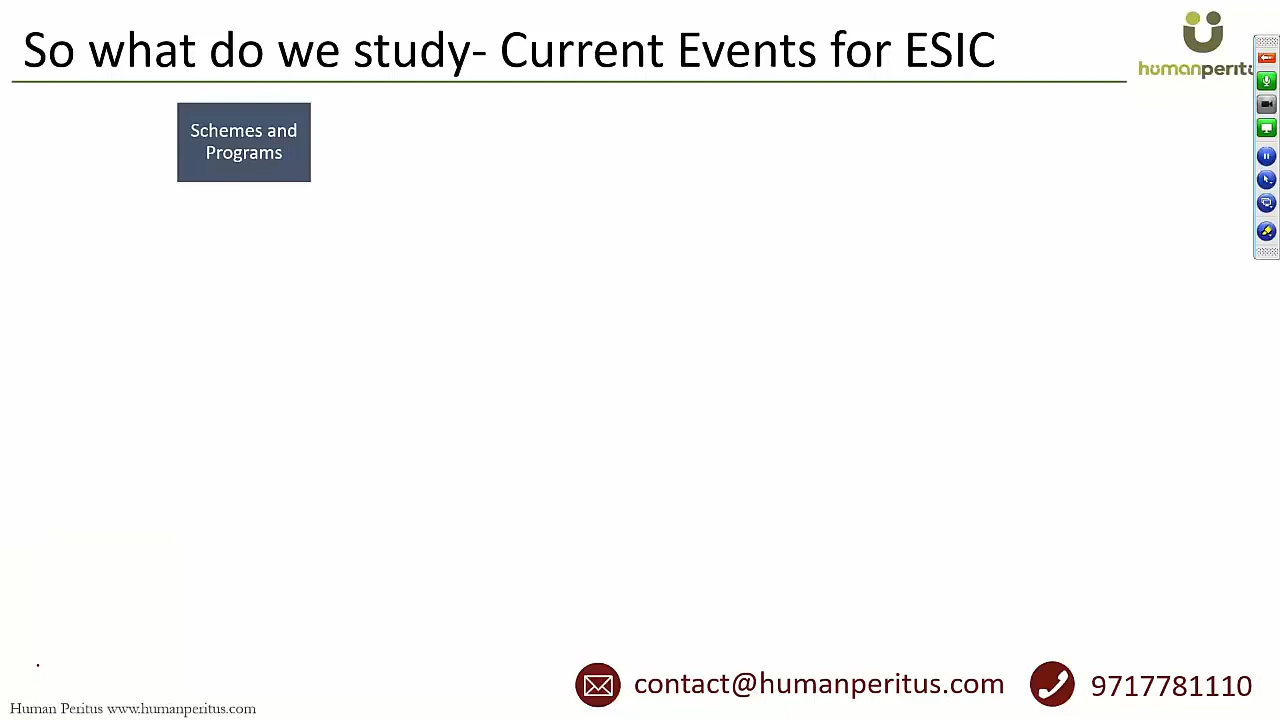 So what do we study- Current Events for ESIC
humanperitu
Schemes and
Programs
contact@humanperitus.com
9717781110
Human Peritus www.humanperitus.com